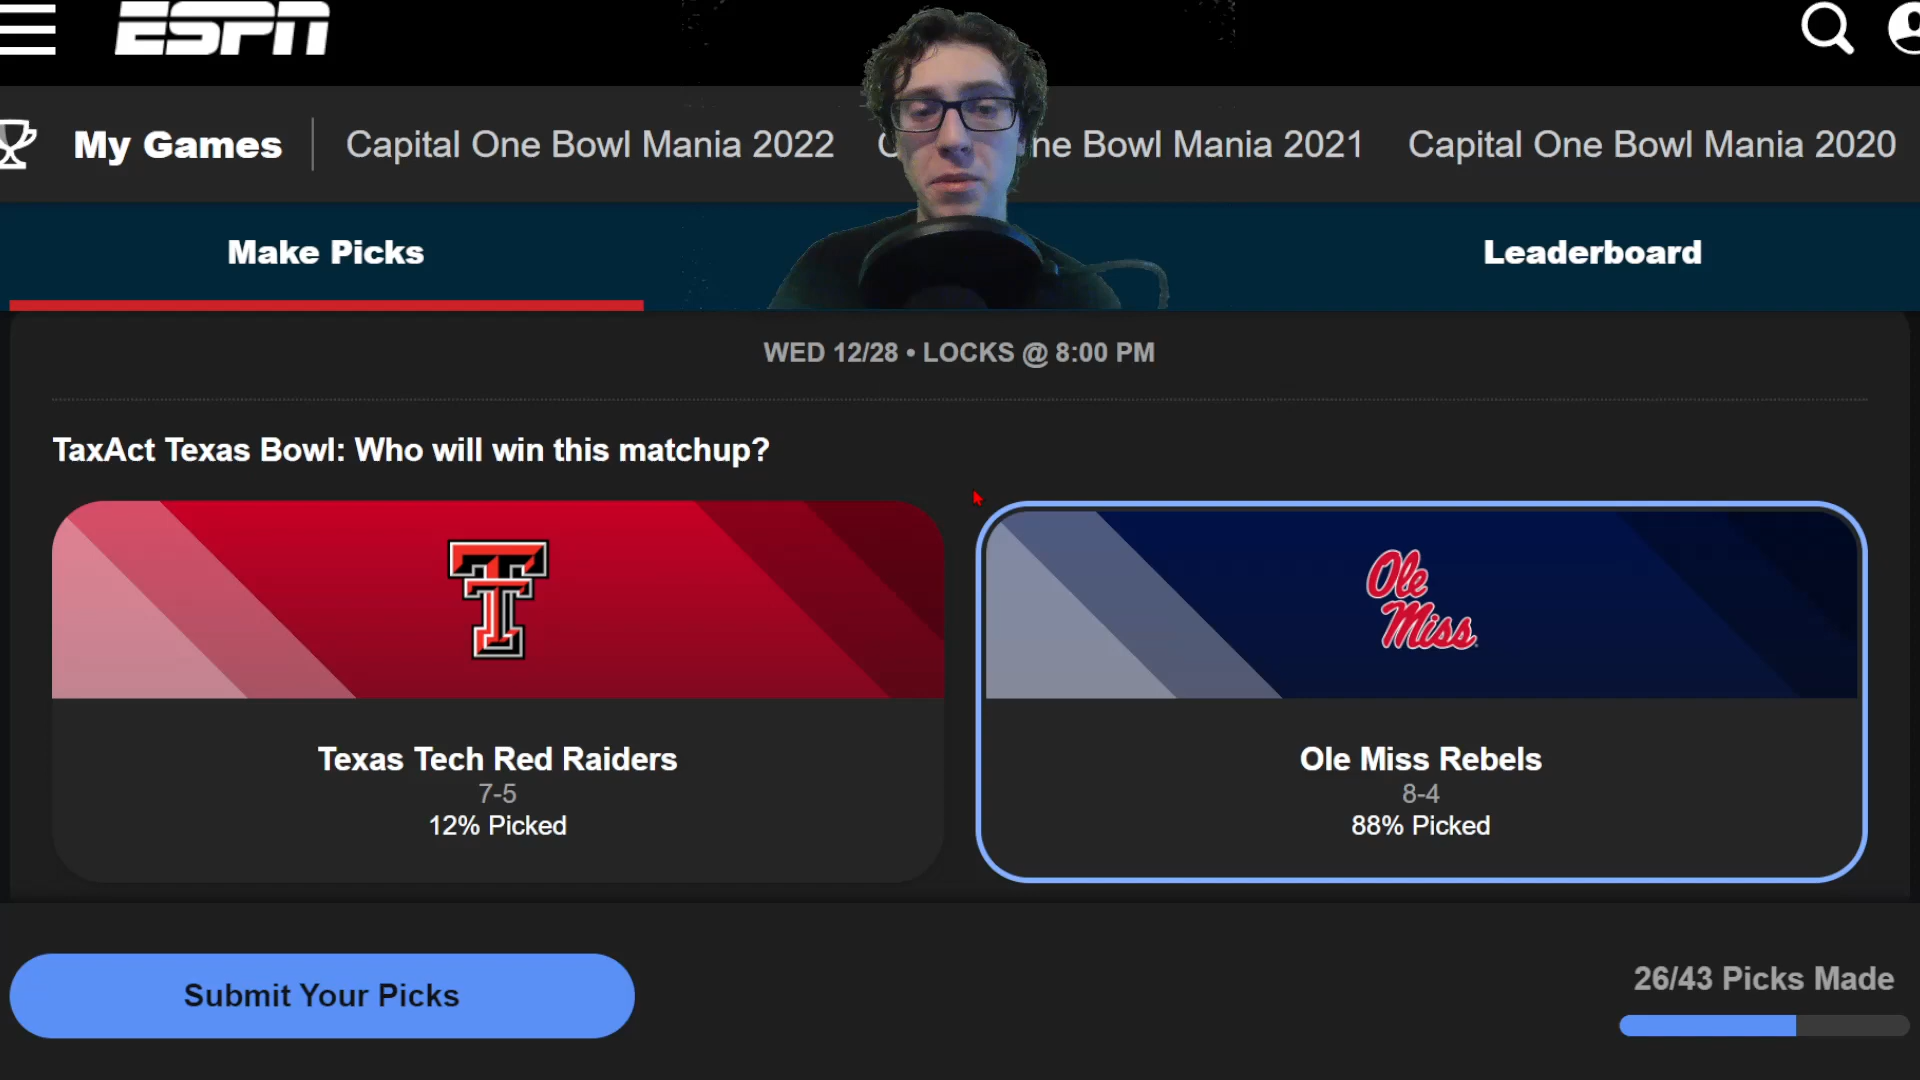 ESPN
My Games
Capital One Bowl Mania 2022
ne Bowl Mania 2021
Capital One Bowl Mania 2020
Make Picks
Leaderboard
WED 12/28 • LOCKS @ 8:00 PM
TaxAct Texas Bowl: Who will win this matchup?
T
Ole
Miss
Texas Tech Red Raiders
Ole Miss Rebels
7-5
8-4
12% Picked
88% Picked
Submit Your Picks
26/43 Picks Made